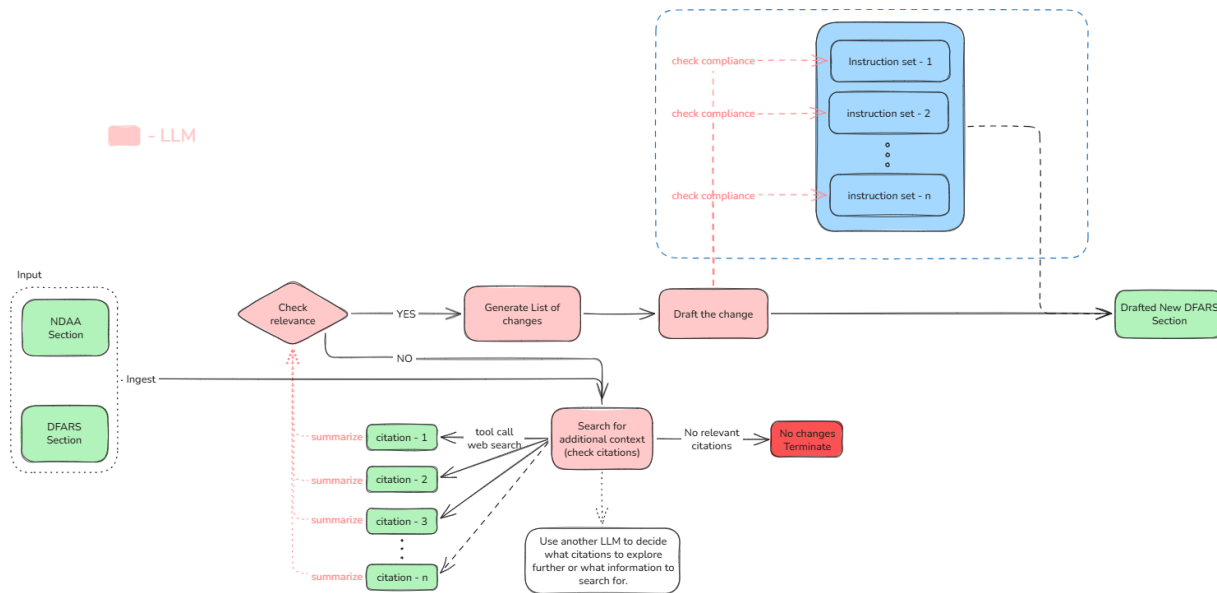 check compliance
Instruction set - 1
check compliance
instruction set - 2
- LLM
check compliance
instruction set - n
Input
NDAA
Section
DFARS
Section
Ingest
Check
relevance
YES
NO
Generate List of
changes
Draft the change
Drafted New DFARS
Section
Search for
additional context
(check citations)
No relevant
citations
No changes
Terminate
tool call
web search
summarize
citation - 1
summarize
citation - 2
summarize
citation - 3
summarize
citation - n
Use another LLM to decide
what citations to explore
further or what information to
search for.